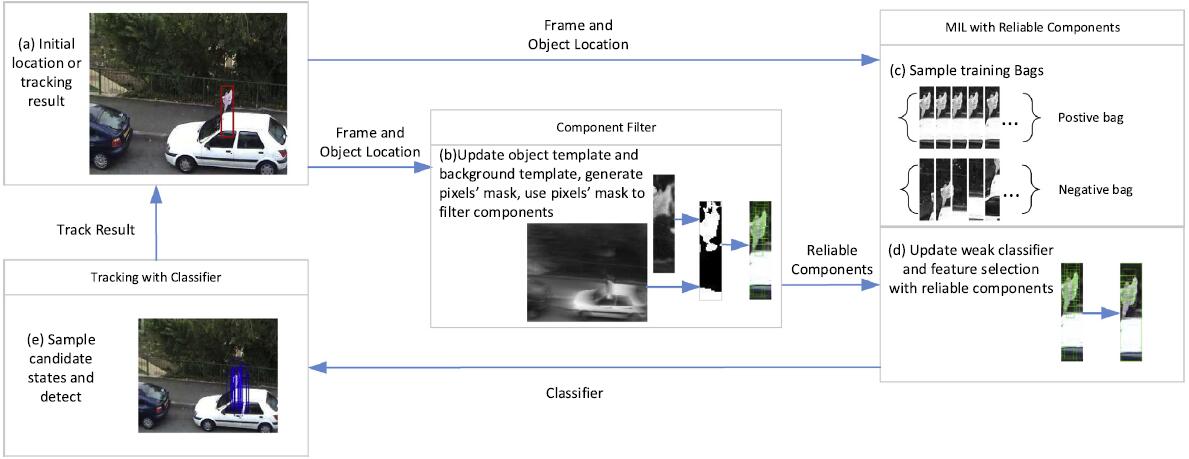 (a) Initial
location or
tracking
result
Frame and
Object Location
Frame and
Object Location
Track Result
Component Filter
(b)Update object template and
background template, generate
pixels’ mask, use pixels’ mask to
filter components
Reliable
Components
MIL with Reliable Components
(c) Sample training Bags
...
Postive bag
...
Negative bag
(d) Update weak classifier
and feature selection
with reliable components
Tracking with Classifier
(e) Sample
candidate
states and
detect
Classifier